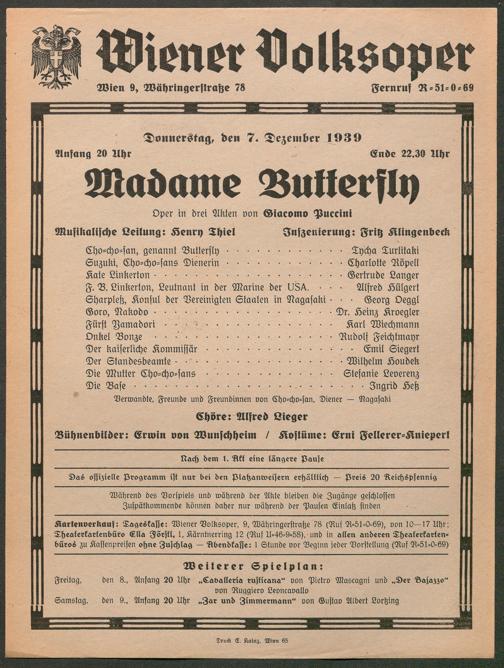 Wiener Volksoper
Wien 9, Währingerstraße 78 Fernruf R=51=0=69
Donnerstag, den 7. Dezember 1939
Anfang 20 Uhr Ende 22,30 Uhr
Madame Butterfly
Oper in drei Akten von Giacomo Puccini
Musikalische Leitung: Henry Thiel Inszenierung: Fritz Klingenbeck
Cho=cho=san, genannt Butterfly Tycha Turlitaki
Suzuki, Cho=cho=sans Dienerin Charlotte Röpell
Kate Linkerton Gertrude Langer
F. B. Linkerton, Leutnant in der Marine der USA. Alfred Hülgert
Sharpleß, Konsul der Vereinigten Staaten in Nagasaki Georg Oeggl
Goro, Nakodo Dr. Heinz Kroegler
Fürst Yamadori Karl Wiechmann
Onkel Bonze Rudolf Feichtmayr
Der kaiserliche Kommissär Emil Siegert
Der Standesbeamte Wilhelm Houdek
Die Mutter Cho=cho=sans Stefanie Leverenz
Die Base Ingrid Heß
Verwandte, Freunde und Freundinnen von Cho=cho=san, Diener — Nagasaki
Chöre: Alfred Lieger
Bühnenbilder: Erwin von Wunschheim / Kostüme: Erni Fellerer=Knieperl
Nach dem 1. Akt eine längere Pause
Das offizielle Programm ist nur bei den Platzanweisern erhältlich — Preis 20 Reichspfennig
Während des Vorspiels und während der Akte bleiben die Zugänge geschlossen
Zuspätkommende können daher nur während der Pausen Einlaß finden
Kartenverkauf: Tageskasse: Wiener Volksoper, 9, Währingerstraße 78 (Ruf R=51=0=69), von 10—17 Uhr;
Theaterkartenbüro Ella Förstl, 1, Kärntnerring 12 (Ruf U=46=9=58), und in allen anderen Theaterkarten=
büros zu Kassenpreisen ohne Zuschlag — Abendkasse: 1 Stunde vor Beginn jeder Vorstellung (Ruf R=51=0=69)
Weiterer Spielplan:
Freitag, den 8., Anfang 20 Uhr „Cavalleria rusticana“ von Pietro Mascagni und „Der Bajazzo“
von Ruggiero Leoncavallo
Samstag, den 9., Anfang 20 Uhr „Zar und Zimmermann“ von Gustav Albert Lortzing
Druck C. Kainz, Wien 65